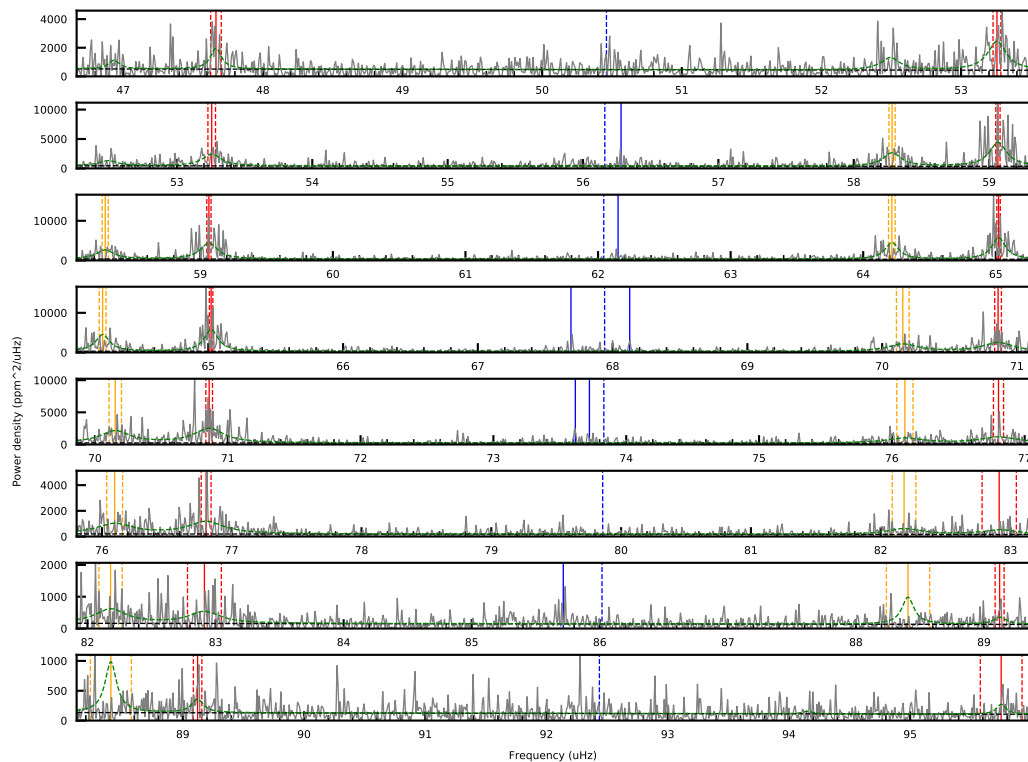 4000
2000
0
47 48 49 50 51 52 53
10000
5000
0
53 54 55 56 57 58 59
10000
0
59 60 61 62 63 64 65
10000
0
65 66 67 68 69 70 71
10000
5000
0
70 71 72 73 74 75 76 77
Power density (ppm^2/uHz)
4000
2000
0
76 77 78 79 80 81 82 83
2000
1000
0
82 83 84 85 86 87 88 89
1000
500
0
89 90 91 92 93 94 95
Frequency (uHz)